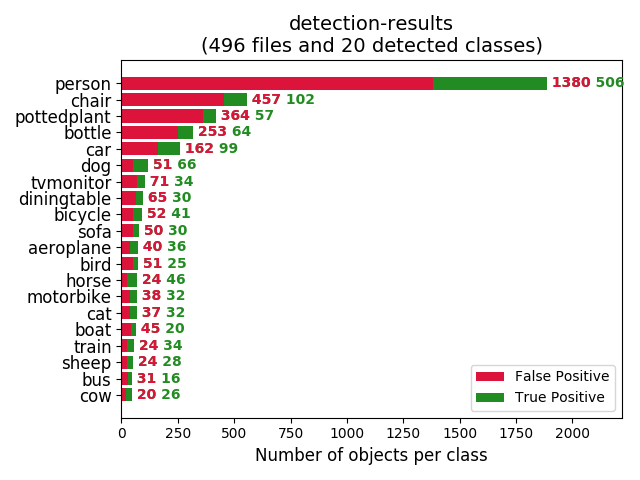 detection-results
(496 files and 20 detected classes)
person 1380 506
chair 457 102
pottedplant 364 57
bottle 253 64
car 162 99
dog 51 66
tvmonitor 71 34
diningtable 65 30
bicycle 52 41
sofa 50 30
aeroplane 40 36
bird 51 25
horse 24 46
motorbike 38 32
cat 37 32
boat 45 20
train 24 34
sheep 24 28
bus 31 16
cow 20 26
False Positive
True Positive
0 250 500 750 1000 1250 1500 1750 2000
Number of objects per class